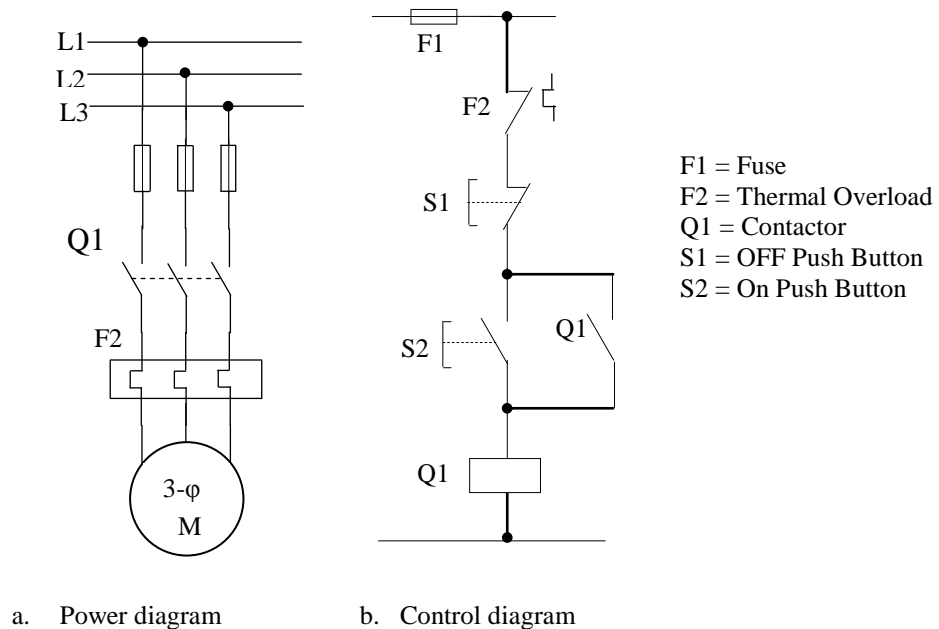 L1
L2
L3
Q1
F2
3-φ
M
F1
F2
S1
S2
Q1
Q1
F1 = Fuse
F2 = Thermal Overload
Q1 = Contactor
S1 = OFF Push Button
S2 = On Push Button
a. Power diagram
b. Control diagram